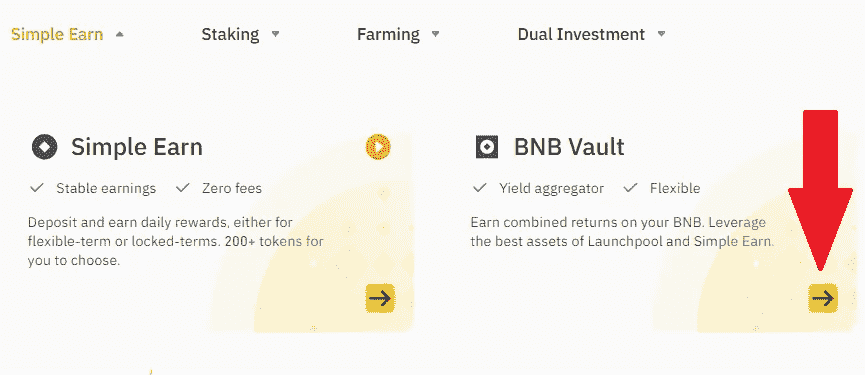 Simple Earn Staking Farming Dual Investment
Simple Earn
Stable earnings Zero fees
Deposit and earn daily rewards, either for
flexible-term or locked-terms. 200+ tokens for
you to choose.
BNB Vault
Yield aggregator Flexible
Earn combined returns on your BNB. Leverage
the best assets of Launchpool and Simple Earn.